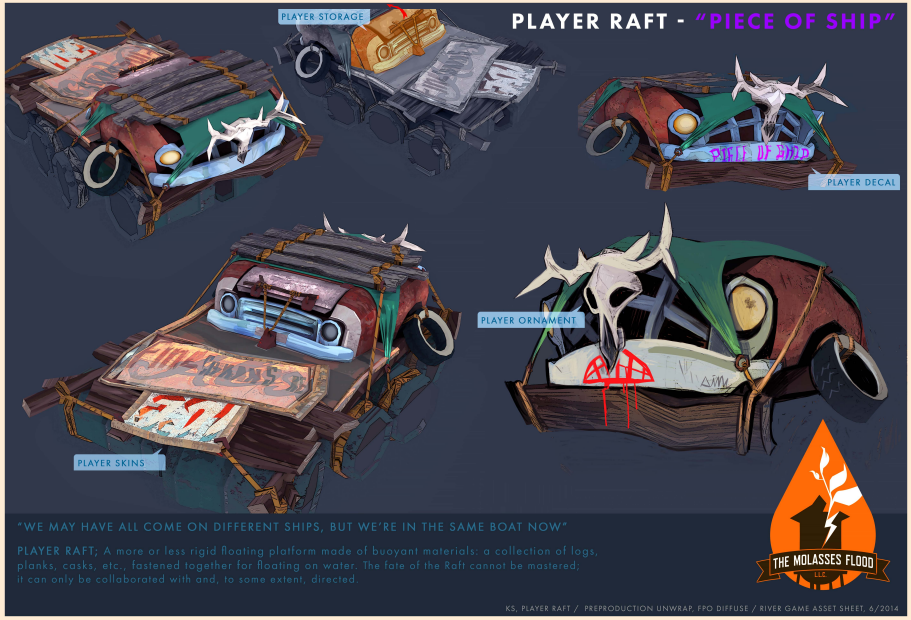 PLAYER STORAGE
PLAYER RAFT - "PIECE OF SHIP"
PIECE OF SHIP
PLAYER DECAL
PLAYER ORNAMENT
PLAYER SKINS
"WE MAY HAVE ALL COME ON DIFFERENT SHIPS, BUT WE'RE IN THE SAME BOAT NOW"
PLAYER RAFT; A more or less rigid floating platform made of buoyant materials: a collection of logs,
planks, casks, etc., fastened together for floating on water. The fate of the Raft cannot be mastered;
it can only be collaborated with and, to some extent, directed.
THE MOLASSES FLOOD
LLC.
KS, PLAYER RAFT / PREPRODUCTION UNWRAP, FPO DIFFUSE / RIVER GAME ASSET SHEET, 6/2014